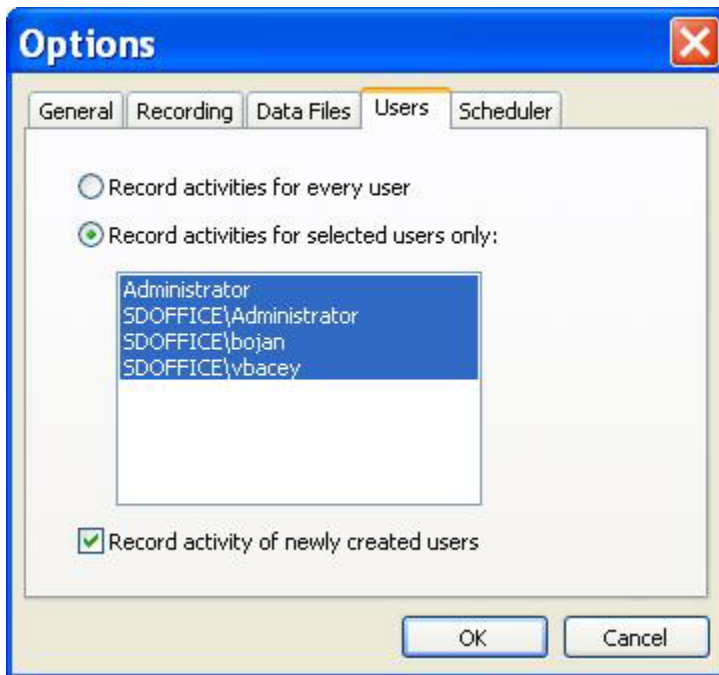 Options
General Recording Data Files Users Scheduler
Record activities for every user
Record activities for selected users only:
Administrator
SDOFFICE\Administrator
SDOFFICE\bojan
SDOFFICE\vbacey
Record activity of newly created users
OK Cancel